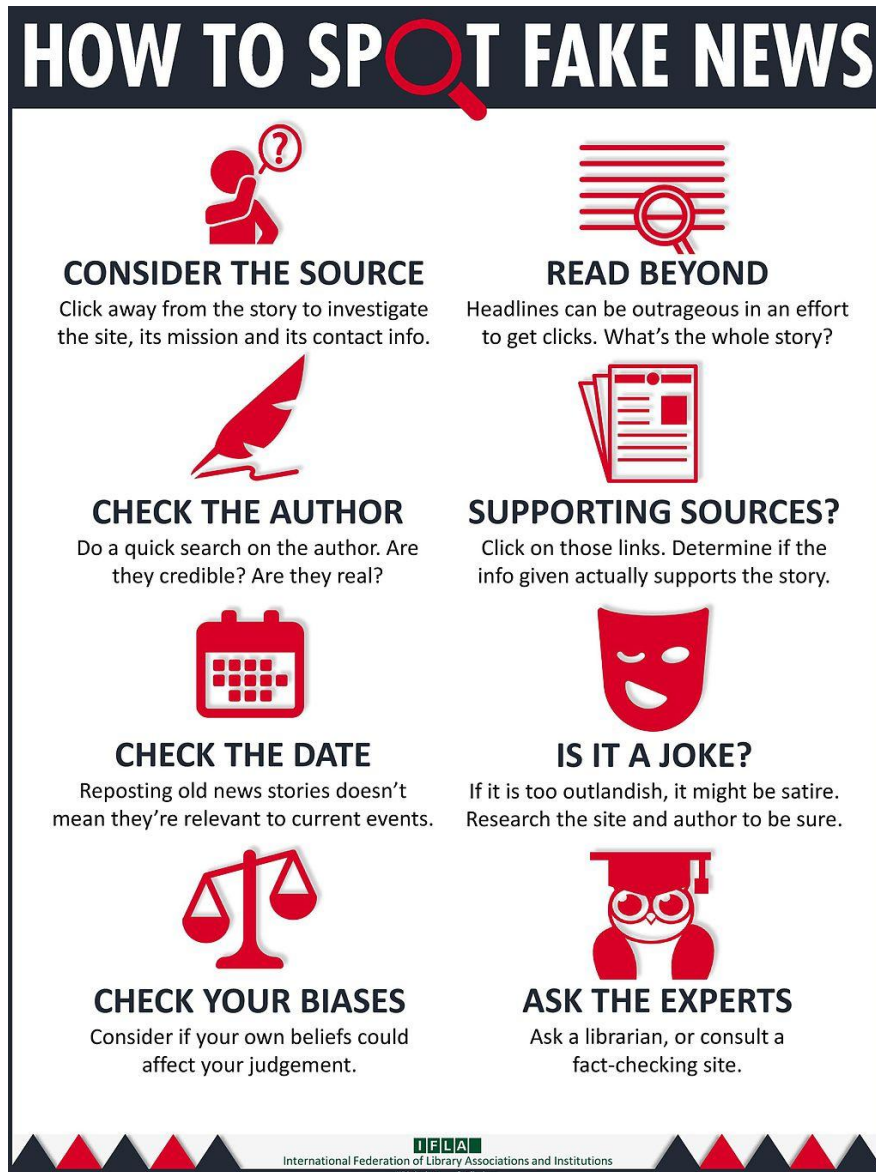 HOW TO SPOT FAKE NEWS
?
CONSIDER THE SOURCE
Click away from the story to investigate
the site, its mission and its contact info.
READ BEYOND
Headlines can be outrageous in an effort
to get clicks. What's the whole story?
CHECK THE AUTHOR
Do a quick search on the author. Are
they credible? Are they real?
SUPPORTING SOURCES?
Click on those links. Determine if the
info given actually supports the story.
CHECK THE DATE
Reposting old news stories doesn't
mean they're relevant to current events.
IS IT A JOKE?
If it is too outlandish, it might be satire.
Research the site and author to be sure.
CHECK YOUR BIASES
Consider if your own beliefs could
affect your judgement.
ASK THE EXPERTS
Ask a librarian, or consult a
fact-checking site.
IFLA
International Federation of Library Associations and Institutions